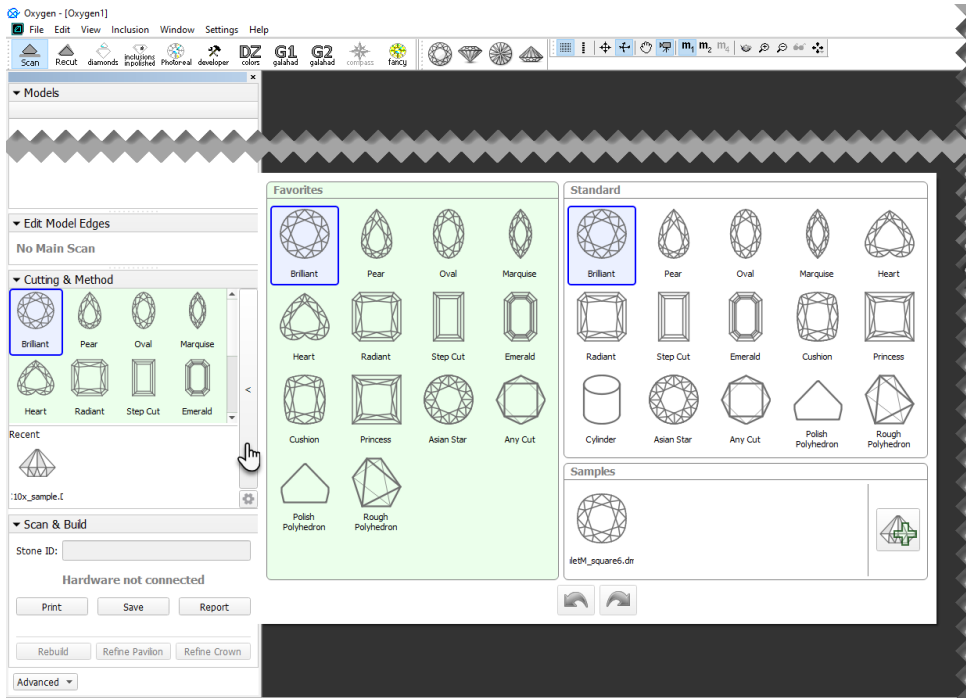 Oxygen - [Oxygen1]
File Edit View Inclusion Window Settings Help
DZ G1 G2
Scan Recut diamonds inclusions inpolished Photoreal developer colors galahad galahad compass fancy
m1 m2 m4
Models
Edit Model Edges
No Main Scan
Cutting & Method
Brilliant Pear Oval Marquise
Heart Radiant Step Cut Emerald
<
Recent
10x_sample.
Scan & Build
Stone ID:
Hardware not connected
Print Save Report
Rebuild Refine Pavilion Refine Crown
Advanced
Favorites
Brilliant Pear Oval Marquise
Heart Radiant Step Cut Emerald
Cushion Princess Asian Star Any Cut
Polish Polyhedron
Rough Polyhedron
Standard
Brilliant Pear Oval Marquise Heart
Radiant Step Cut Emerald Cushion Princess
Cylinder Asian Star Any Cut
Polish Polyhedron
Rough Polyhedron
Samples
iletM_square6.dm